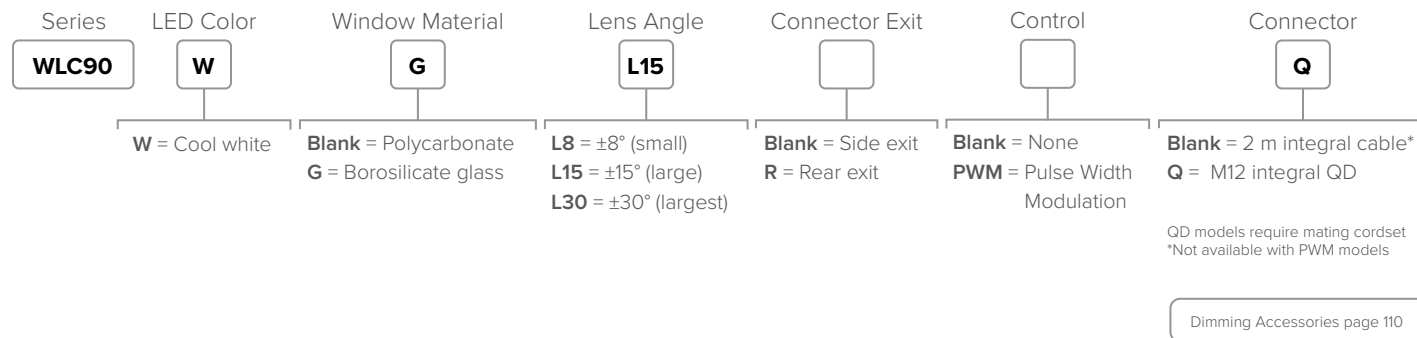 Series LED Color Window Material Lens Angle Connector Exit Control Connector
WLC90 W G L15 Q
W = Cool white
Blank = Polycarbonate
G = Borosilicate glass
L8 = ±8° (small)
L15 = ±15° (large)
L30 = ±30° (largest)
Blank = Side exit
R = Rear exit
Blank = None
PWM = Pulse Width
Modulation
Blank = 2 m integral cable*
Q = M12 integral QD
QD models require mating cordset
*Not available with PWM models
Dimming Accessories page 110